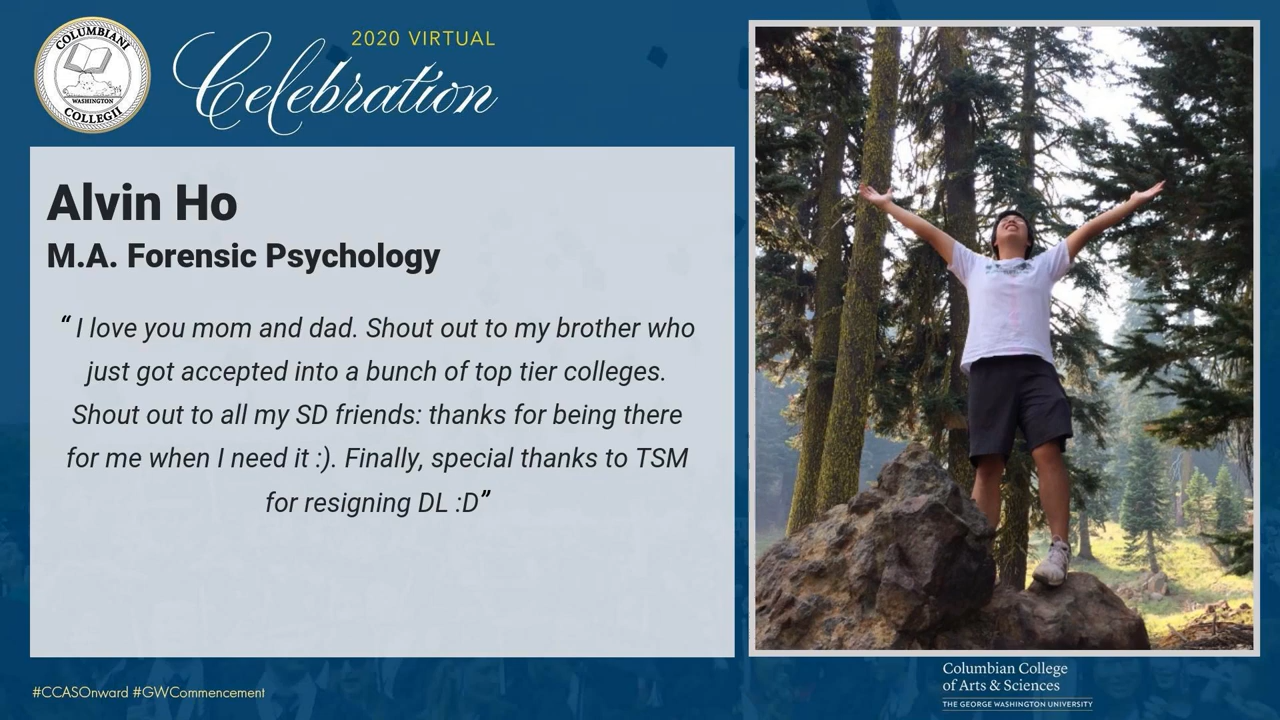 COLUMBIANI
WASHINGTON
COLLEGII
2020 VIRTUAL
Celebration
Alvin Ho
M.A. Forensic Psychology
“ I love you mom and dad. Shout out to my brother who
just got accepted into a bunch of top tier colleges.
Shout out to all my SD friends: thanks for being there
for me when I need it :). Finally, special thanks to TSM
for resigning DL :D”
#CCASOnward #GWCommencement
Columbian College
of Arts & Sciences
THE GEORGE WASHINGTON UNIVERSITY